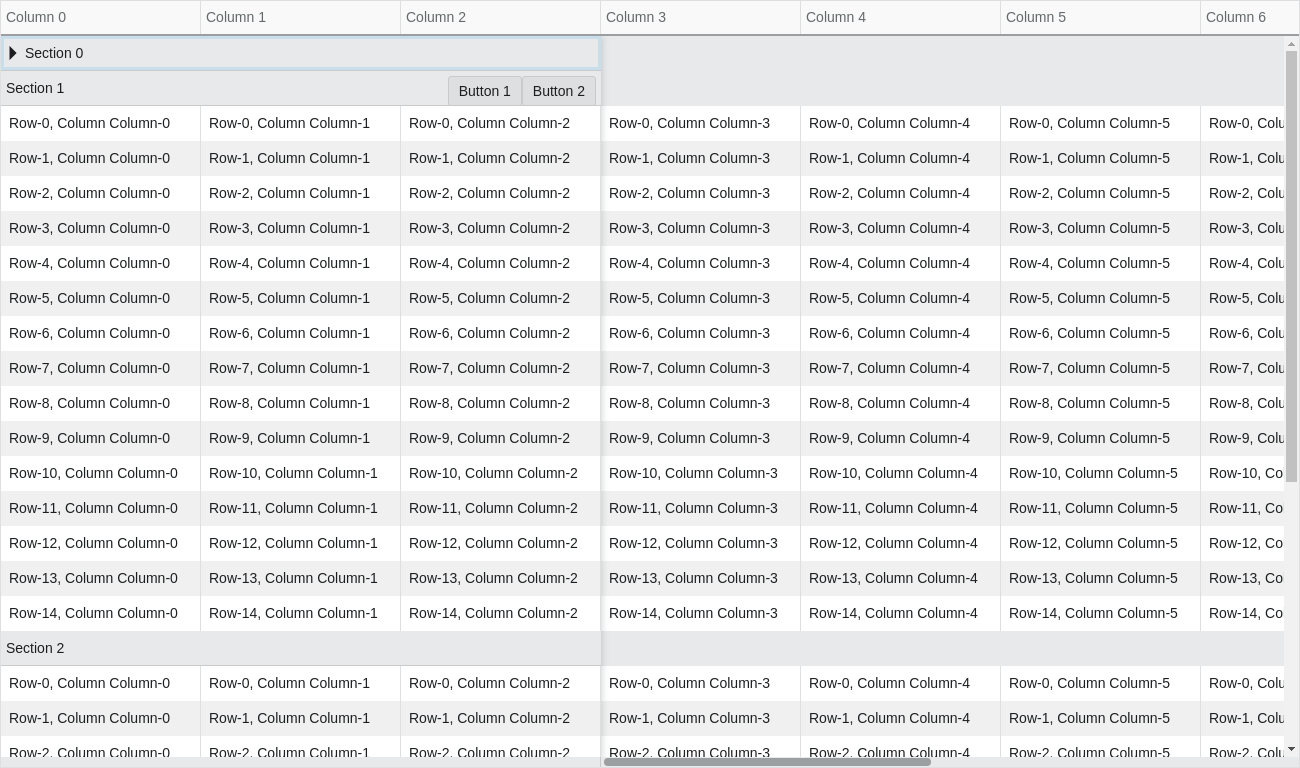 Column 0 Column 1 Column 2 Column 3 Column 4 Column 5 Column 6
Section 0
Section 1 Button 1 Button 2
Row-0, Column Column-0 Row-0, Column Column-1 Row-0, Column Column-2 Row-0, Column Column-3 Row-0, Column Column-4 Row-0, Column Column-5 Row-0, Colu
Row-1, Column Column-0 Row-1, Column Column-1 Row-1, Column Column-2 Row-1, Column Column-3 Row-1, Column Column-4 Row-1, Column Column-5 Row-1, Colu
Row-2, Column Column-0 Row-2, Column Column-1 Row-2, Column Column-2 Row-2, Column Column-3 Row-2, Column Column-4 Row-2, Column Column-5 Row-2, Colu
Row-3, Column Column-0 Row-3, Column Column-1 Row-3, Column Column-2 Row-3, Column Column-3 Row-3, Column Column-4 Row-3, Column Column-5 Row-3, Colu
Row-4, Column Column-0 Row-4, Column Column-1 Row-4, Column Column-2 Row-4, Column Column-3 Row-4, Column Column-4 Row-4, Column Column-5 Row-4, Colu
Row-5, Column Column-0 Row-5, Column Column-1 Row-5, Column Column-2 Row-5, Column Column-3 Row-5, Column Column-4 Row-5, Column Column-5 Row-5, Colu
Row-6, Column Column-0 Row-6, Column Column-1 Row-6, Column Column-2 Row-6, Column Column-3 Row-6, Column Column-4 Row-6, Column Column-5 Row-6, Colu
Row-7, Column Column-0 Row-7, Column Column-1 Row-7, Column Column-2 Row-7, Column Column-3 Row-7, Column Column-4 Row-7, Column Column-5 Row-7, Colu
Row-8, Column Column-0 Row-8, Column Column-1 Row-8, Column Column-2 Row-8, Column Column-3 Row-8, Column Column-4 Row-8, Column Column-5 Row-8, Colu
Row-9, Column Column-0 Row-9, Column Column-1 Row-9, Column Column-2 Row-9, Column Column-3 Row-9, Column Column-4 Row-9, Column Column-5 Row-9, Colu
Row-10, Column Column-0 Row-10, Column Column-1 Row-10, Column Column-2 Row-10, Column Column-3 Row-10, Column Column-4 Row-10, Column Column-5 Row-10, Co
Row-11, Column Column-0 Row-11, Column Column-1 Row-11, Column Column-2 Row-11, Column Column-3 Row-11, Column Column-4 Row-11, Column Column-5 Row-11, Co
Row-12, Column Column-0 Row-12, Column Column-1 Row-12, Column Column-2 Row-12, Column Column-3 Row-12, Column Column-4 Row-12, Column Column-5 Row-12, Co
Row-13, Column Column-0 Row-13, Column Column-1 Row-13, Column Column-2 Row-13, Column Column-3 Row-13, Column Column-4 Row-13, Column Column-5 Row-13, Co
Row-14, Column Column-0 Row-14, Column Column-1 Row-14, Column Column-2 Row-14, Column Column-3 Row-14, Column Column-4 Row-14, Column Column-5 Row-14, Co
Section 2
Row-0, Column Column-0 Row-0, Column Column-1 Row-0, Column Column-2 Row-0, Column Column-3 Row-0, Column Column-4 Row-0, Column Column-5 Row-0, Colu
Row-1, Column Column-0 Row-1, Column Column-1 Row-1, Column Column-2 Row-1, Column Column-3 Row-1, Column Column-4 Row-1, Column Column-5 Row-1, Colu
Row-2, Column Column-0 Row-2, Column Column-1 Row-2, Column Column-2 Row-2, Column Column-3 Row-2, Column Column-4 Row-2, Column Column-5 Row-2, Colu